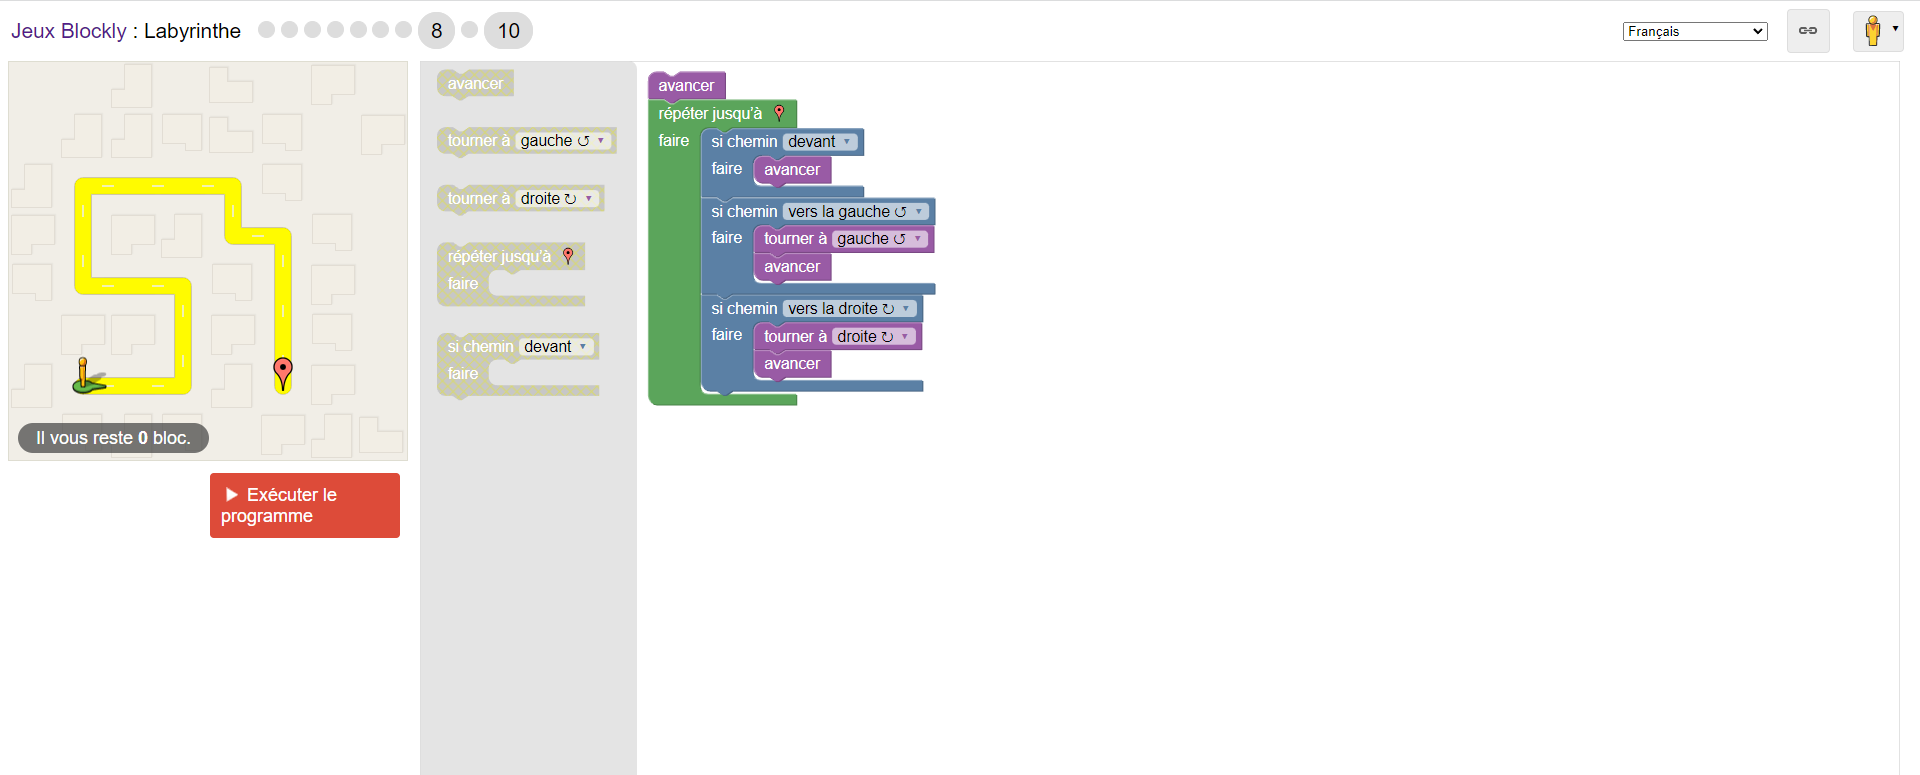 Jeux Blockly : Labyrinthe 8 10 Français
avancer
tourner à gauche ↺
tourner à droite ↻
répéter jusqu'à
faire
si chemin devant
faire
avancer
répéter jusqu'à
faire si chemin devant
faire avancer
si chemin vers la gauche ↺
faire tourner à gauche ↺
avancer
si chemin vers la droite ↻
faire tourner à droite ↻
avancer
Il vous reste 0 bloc.
Exécuter le
programme